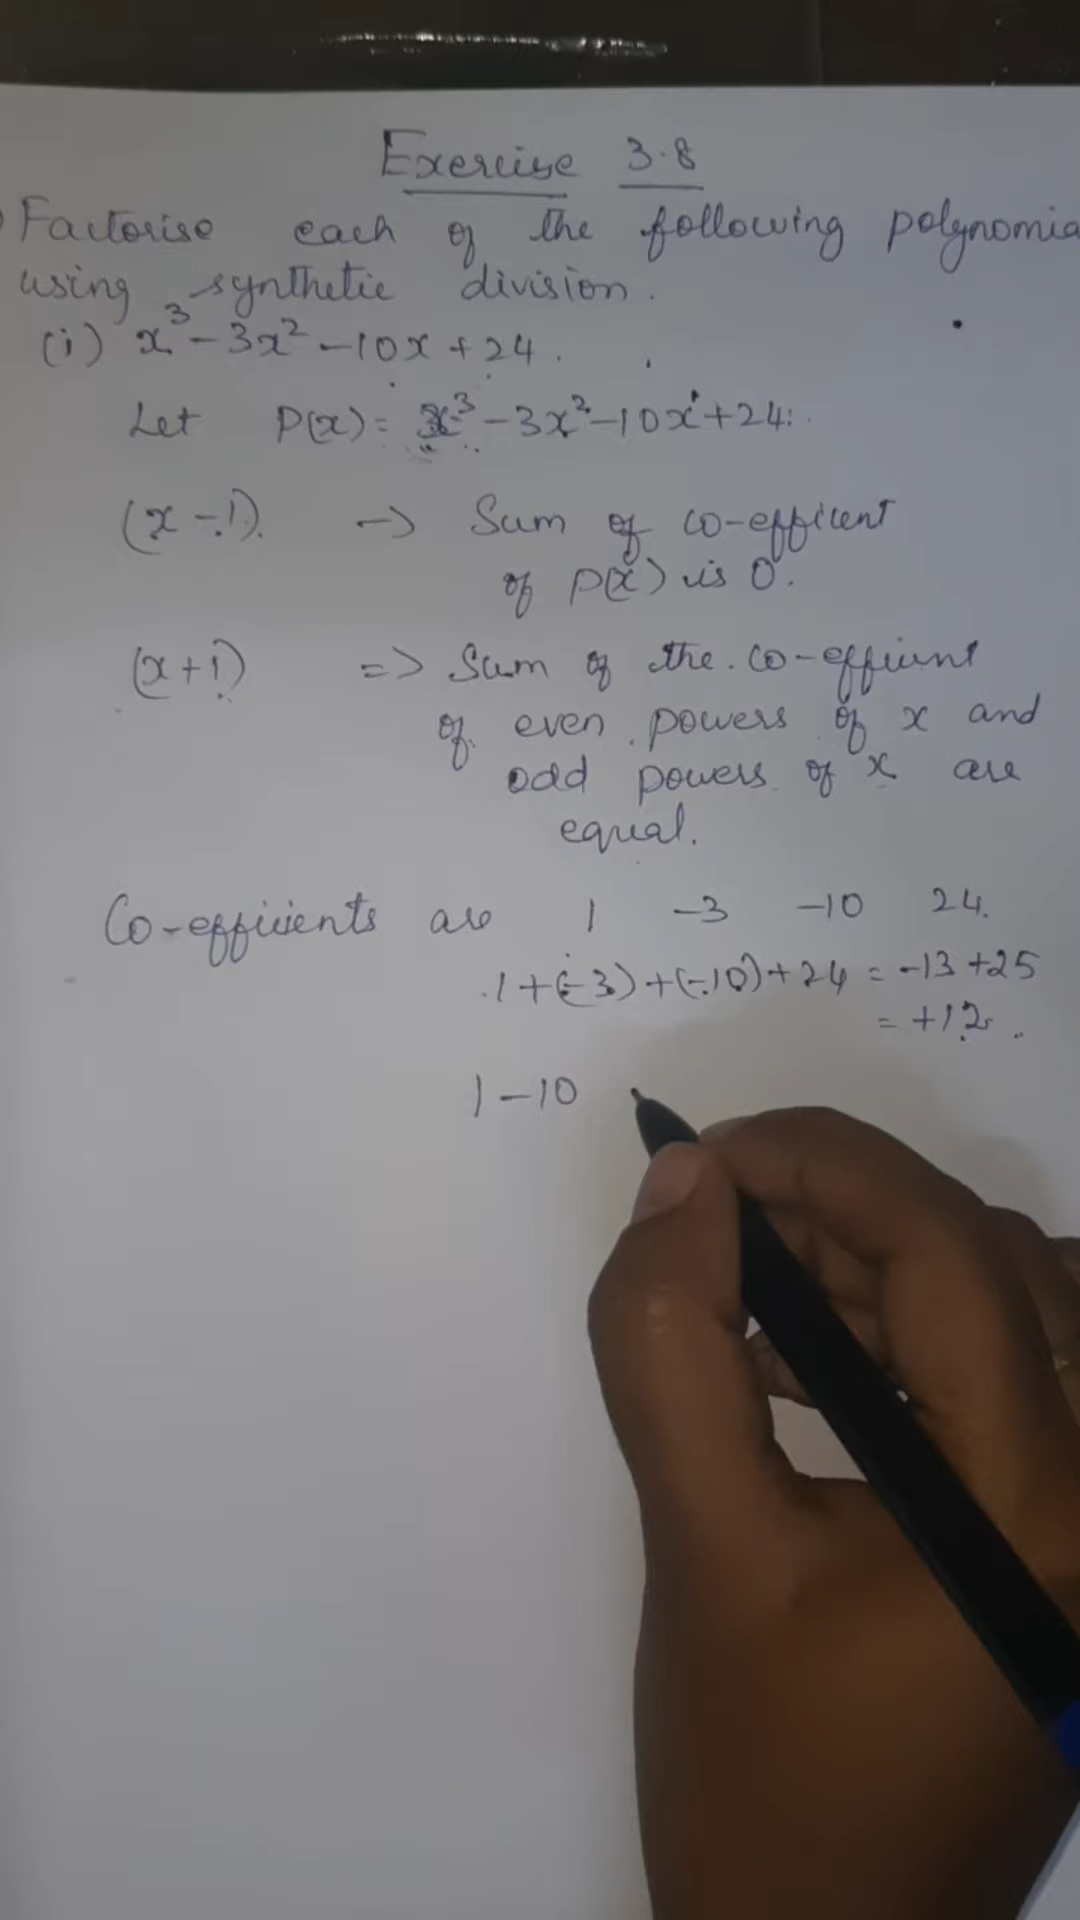 Exercise 3.8
Factorise each of the following polynomia
using synthetic division.
(i) x³ - 3x² - 10x + 24.
Let P(x) = x³ - 3x² - 10x + 24.
(x - 1). -> Sum of co-efficent
of P(x) is 0.
(x + 1) => Sum of the co-effiient
of even powers of x and
odd powers of x are
equal.
Co-efficients are 1 -3 -10 24.
1 + (-3) + (-10) + 24 = -13 + 25
= +12.
1 - 10